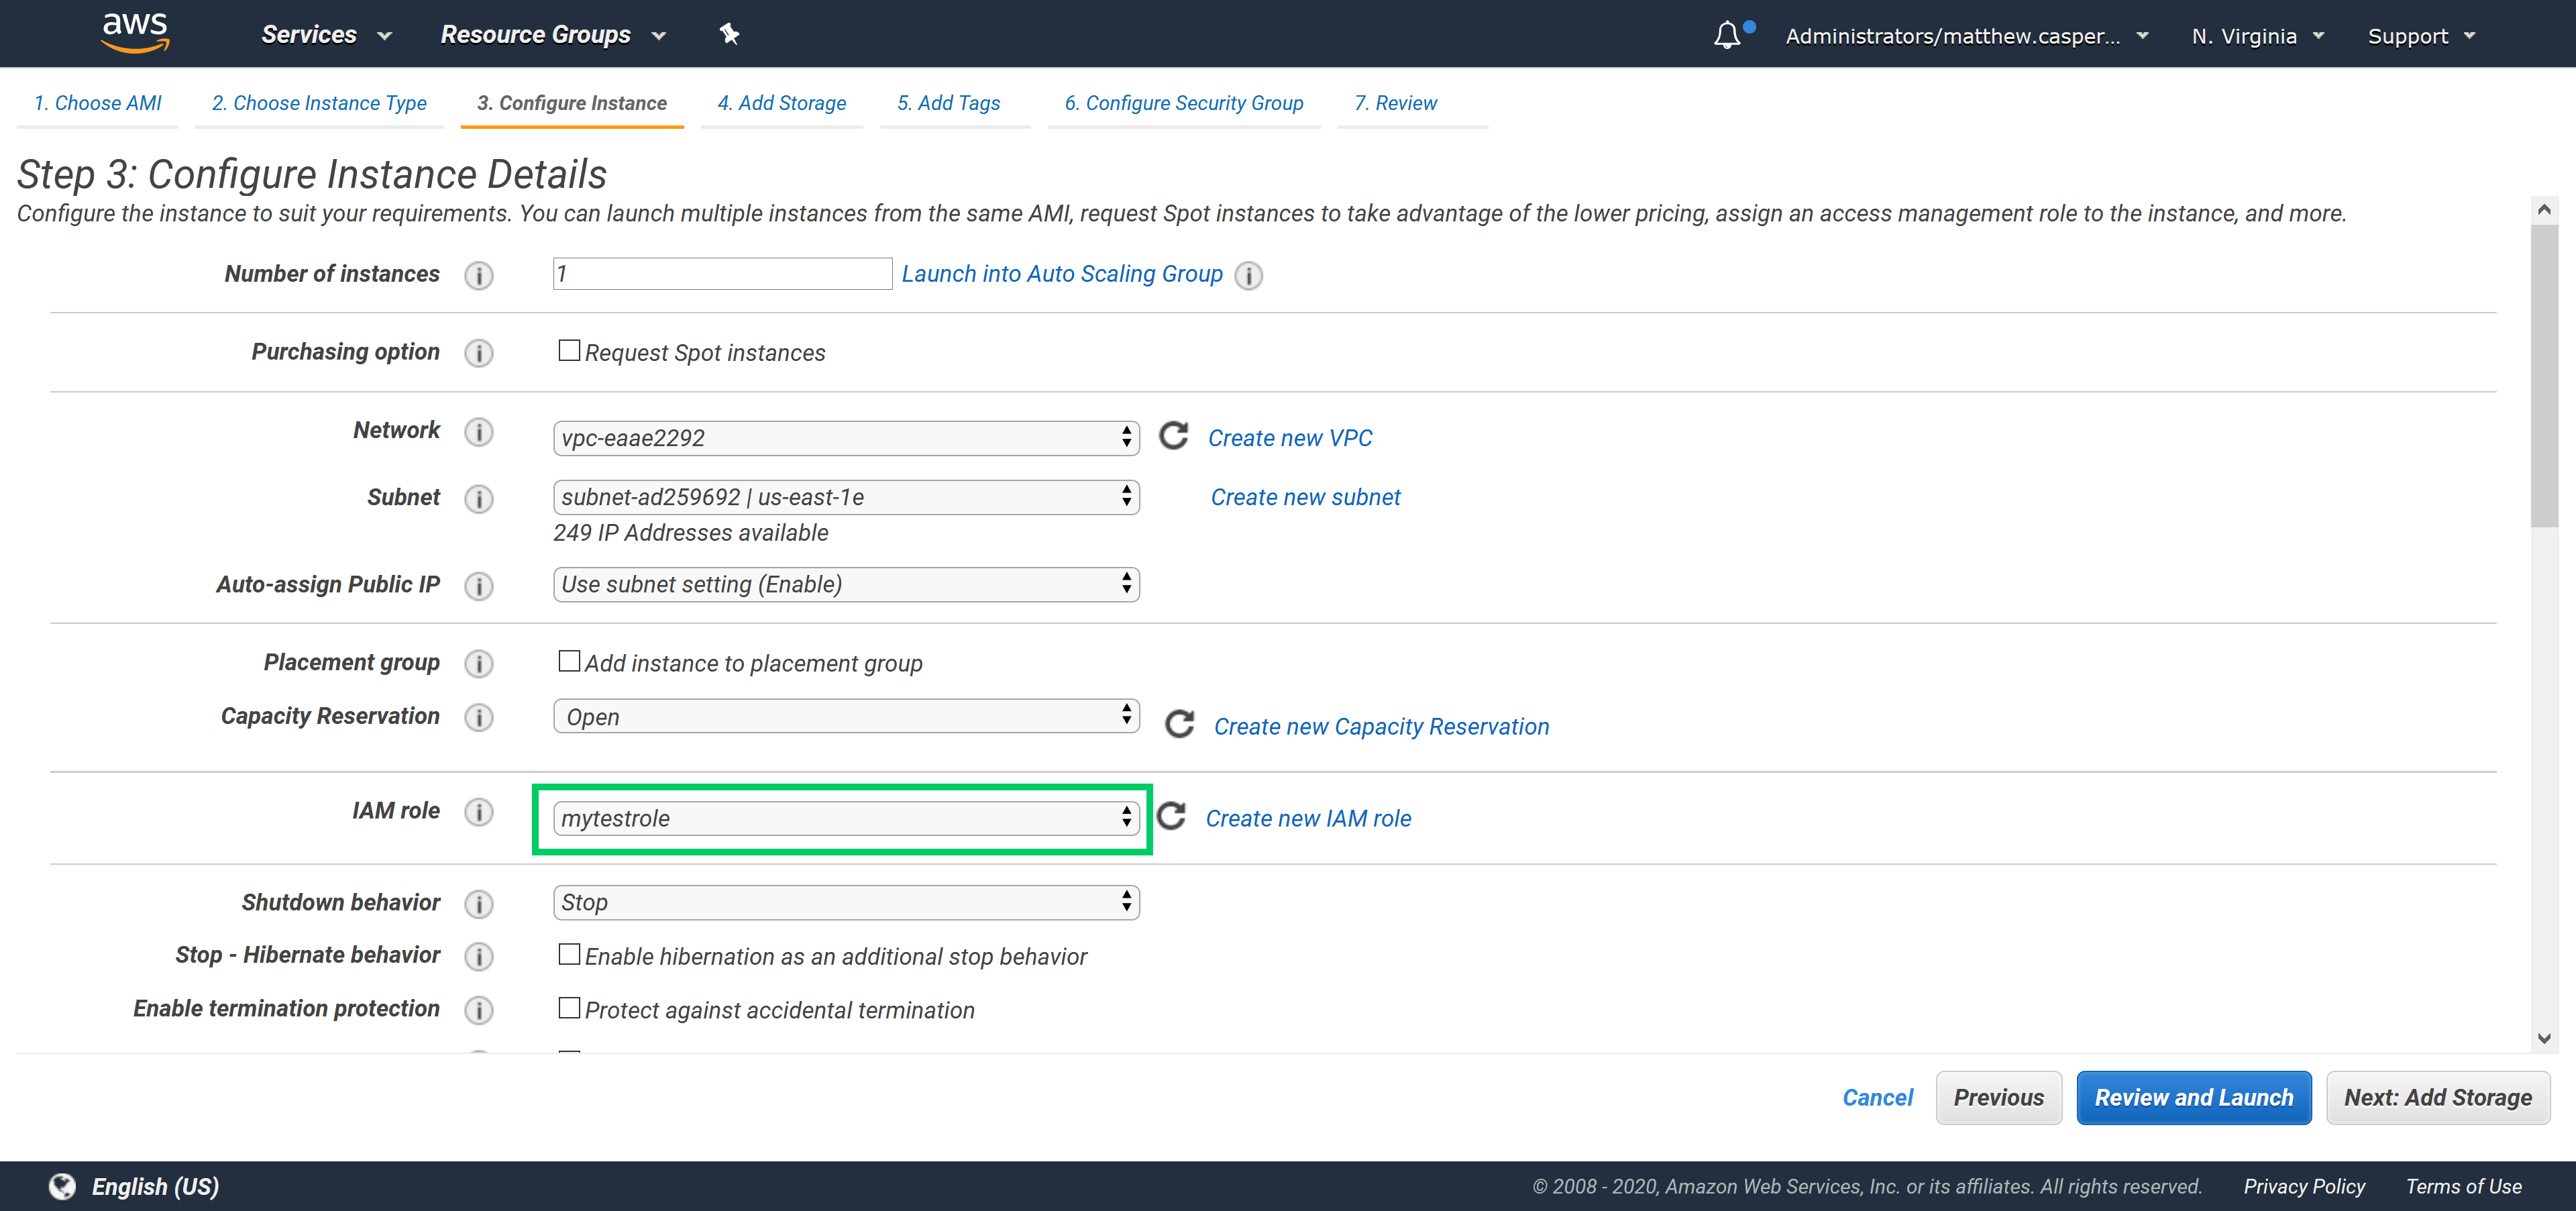 aws Services Resource Groups Administrators/matthew.casper... N. Virginia Support
1. Choose AMI 2. Choose Instance Type 3. Configure Instance 4. Add Storage 5. Add Tags 6. Configure Security Group 7. Review
Step 3: Configure Instance Details
Configure the instance to suit your requirements. You can launch multiple instances from the same AMI, request Spot instances to take advantage of the lower pricing, assign an access management role to the instance, and more.
Number of instances i 1 Launch into Auto Scaling Group i
Purchasing option i Request Spot instances
Network i vpc-eaae2292 Create new VPC
Subnet i subnet-ad259692 | us-east-1e Create new subnet
249 IP Addresses available
Auto-assign Public IP i Use subnet setting (Enable)
Placement group i Add instance to placement group
Capacity Reservation i Open Create new Capacity Reservation
IAM role i mytestrole Create new IAM role
Shutdown behavior i Stop
Stop - Hibernate behavior i Enable hibernation as an additional stop behavior
Enable termination protection i Protect against accidental termination
Cancel Previous Review and Launch Next: Add Storage
English (US) © 2008 - 2020, Amazon Web Services, Inc. or its affiliates. All rights reserved. Privacy Policy Terms of Use